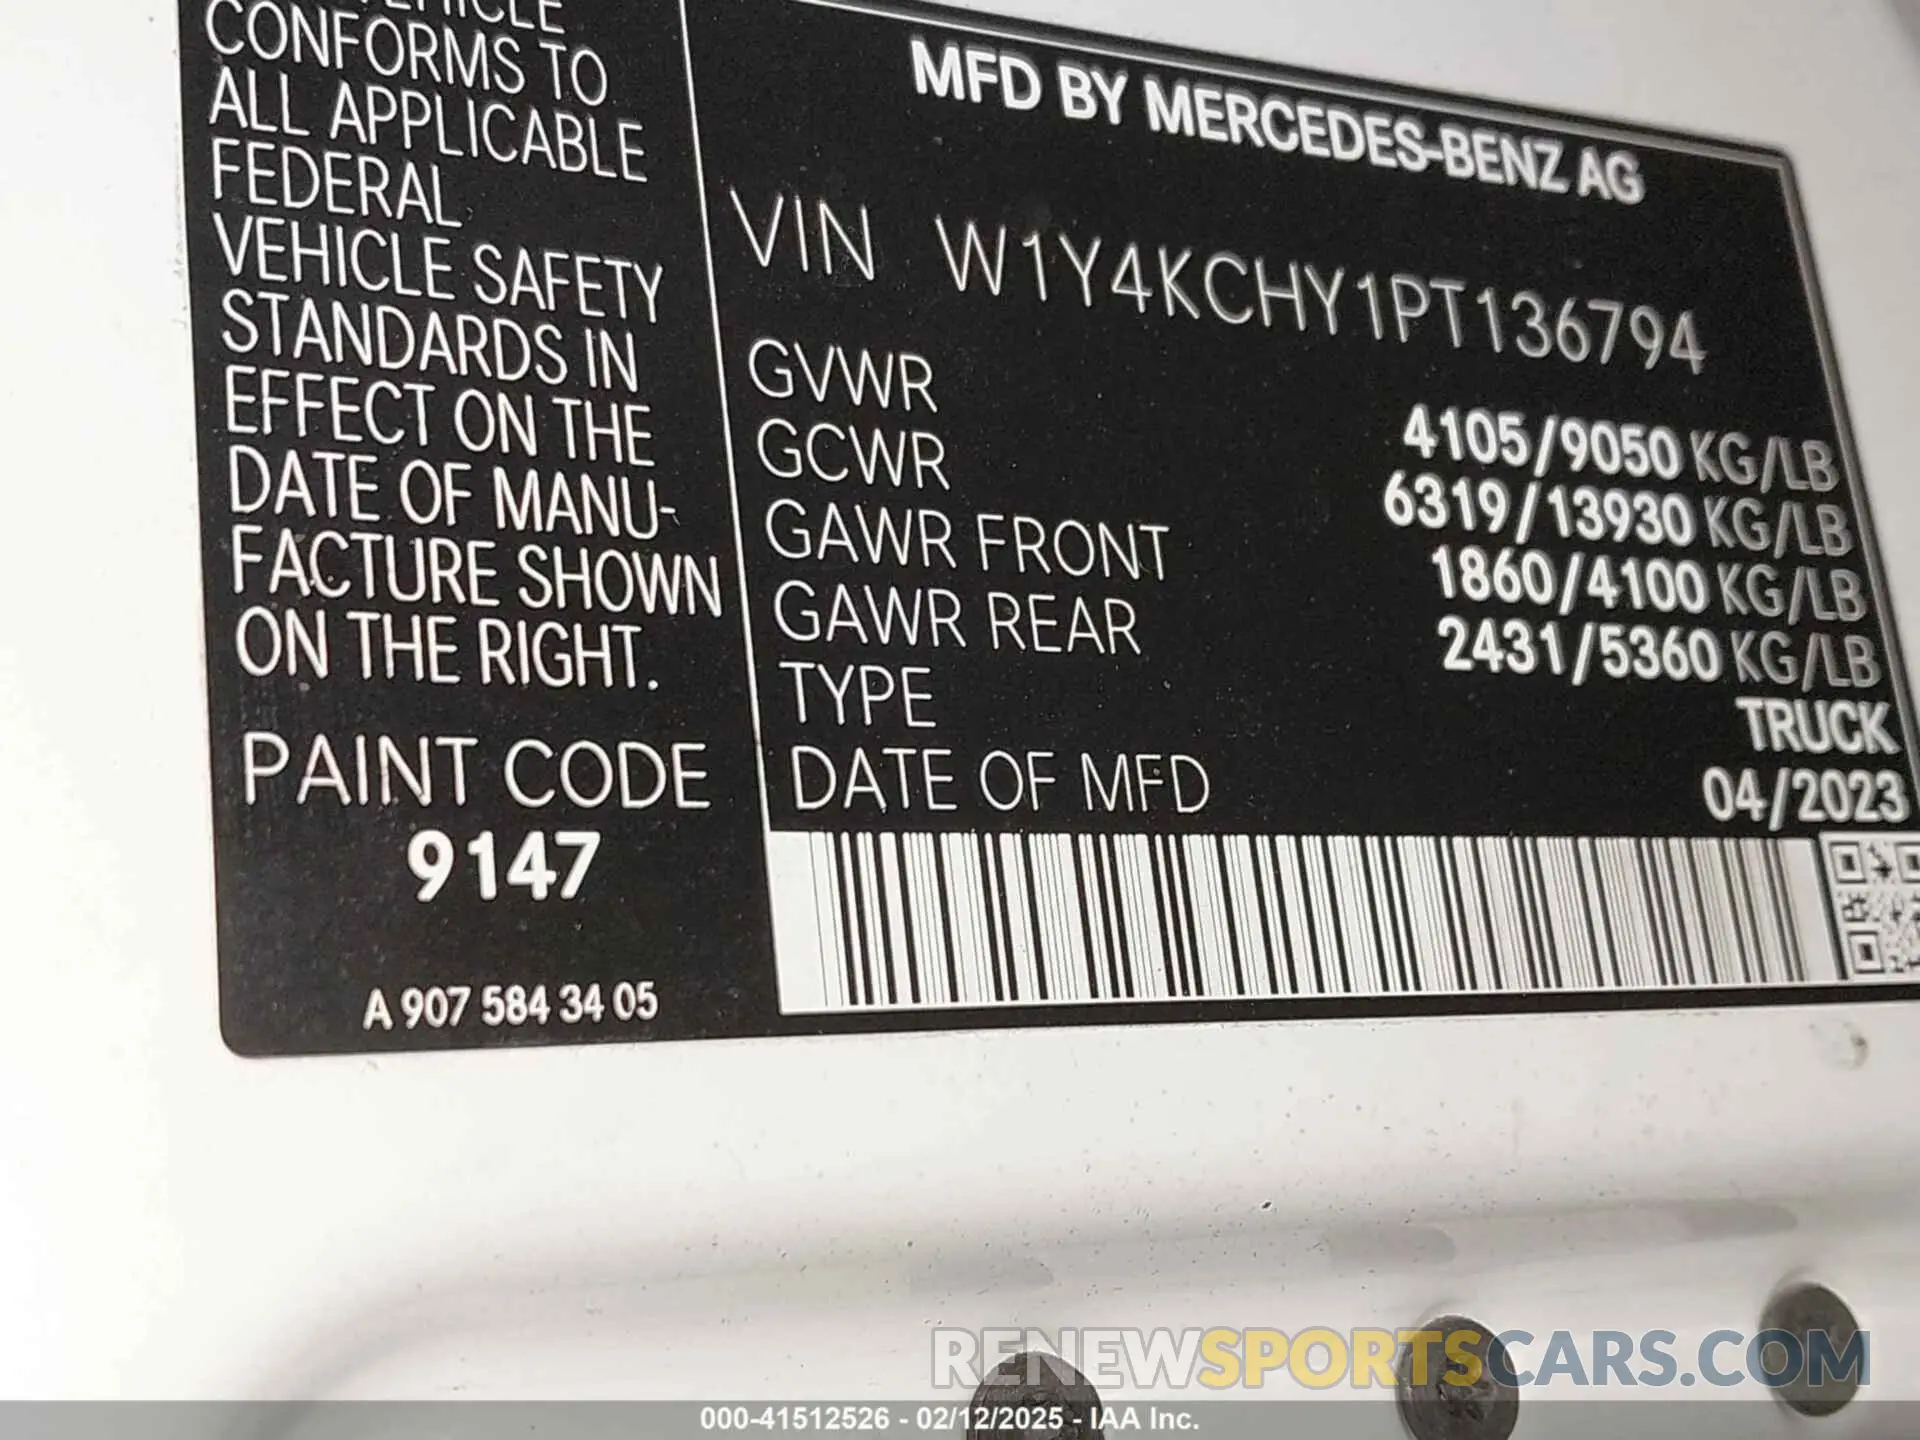 VEHICLE
CONFORMS TO
ALL APPLICABLE
FEDERAL
VEHICLE SAFETY
STANDARDS IN
EFFECT ON THE
DATE OF MANU-
FACTURE SHOWN
ON THE RIGHT.
PAINT CODE
9147
A 907 584 34 05
MFD BY MERCEDES-BENZ AG
VIN W1Y4KCHY1PT136794
GVWR 4105/9050 KG/LB
GCWR 6319/13930 KG/LB
GAWR FRONT 1860/4100 KG/LB
GAWR REAR 2431/5360 KG/LB
TYPE TRUCK
DATE OF MFD 04/2023
RENEWSPORTSCARS.COM
000-41512526 - 02/12/2025 - IAA Inc.